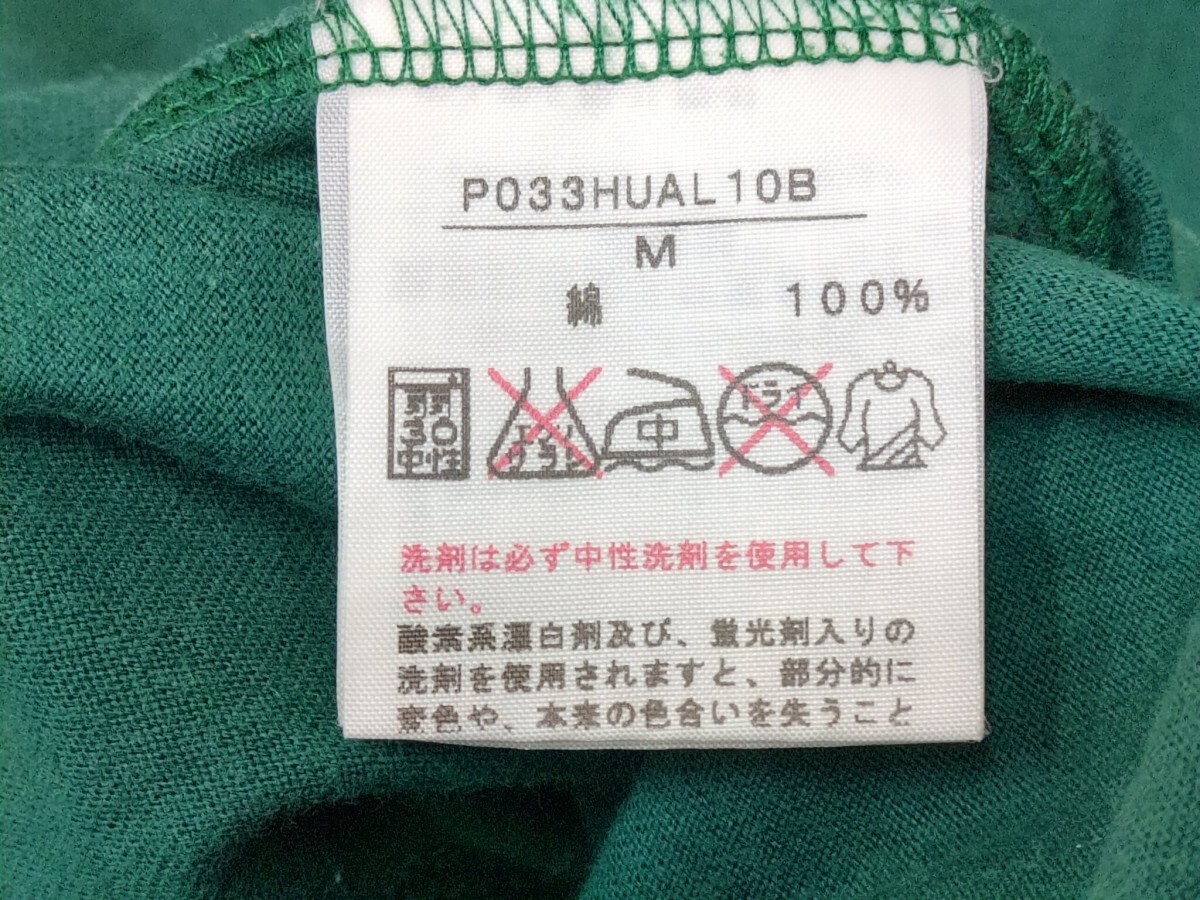 P033HUAL10B
M
綿 100%
弱
30
中性
エンソ
サラシ
中
ドライ
洗剤は必ず中性洗剤を使用して下
さい。
酸素系漂白剤及び、蛍光剤入りの
洗剤を使用されますと、部分的に
変色や、本来の色合いを失うこと